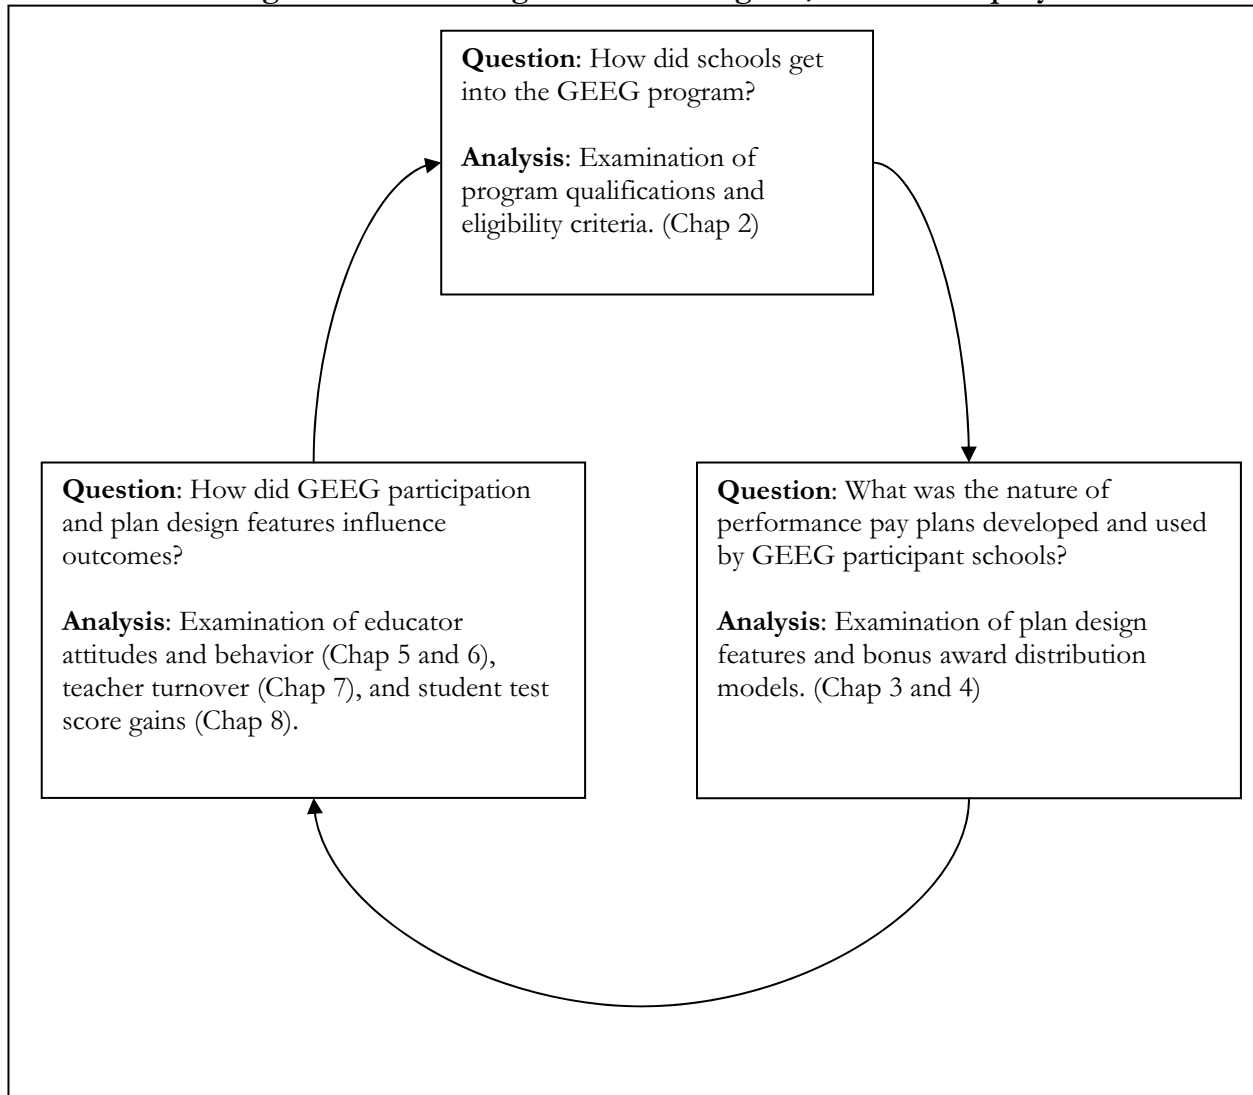 Question: How did schools get
into the GEEG program?
Analysis: Examination of
program qualifications and
eligibility criteria. (Chap 2)
Question: How did GEEG participation
and plan design features influence
outcomes?
Analysis: Examination of educator
attitudes and behavior (Chap 5 and 6),
teacher turnover (Chap 7), and student test
score gains (Chap 8).
Question: What was the nature of
performance pay plans developed and used
by GEEG participant schools?
Analysis: Examination of plan design
features and bonus award distribution
models. (Chap 3 and 4)